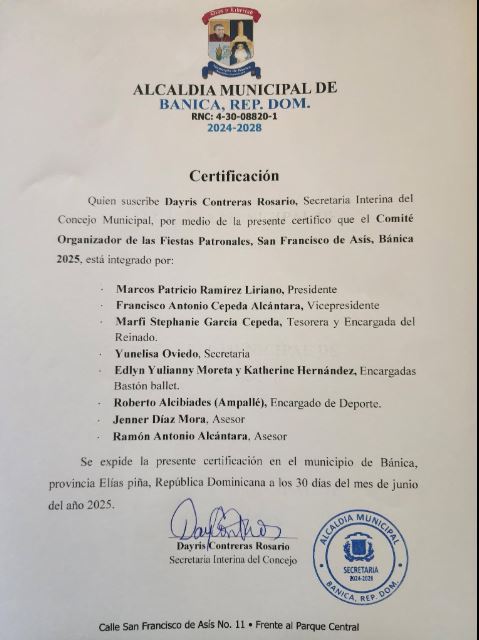 Dios y Libertad
ALCALDIA MUNICIPAL DE
BANICA, REP. DOM.
RNC: 4-30-08820-1
2024-2028
Certificación
Quien suscribe Dayris Contreras Rosario, Secretaria Interina del
Concejo Municipal, por medio de la presente certifico que el Comité
Organizador de las Fiestas Patronales, San Francisco de Asís, Bánica
2025, está integrado por:
· Marcos Patricio Ramírez Liriano, Presidente
· Francisco Antonio Cepeda Alcántara, Vicepresidente
· Marfi Stephanie García Cepeda, Tesorera y Encargada del
Reinado.
· Yunelisa Oviedo, Secretaria
· Edlyn Yulianny Moreta y Katherine Hernández, Encargadas
Bastón ballet.
· Roberto Alcibiades (Ampallé), Encargado de Deporte.
· Jenner Díaz Mora, Asesor
· Ramón Antonio Alcántara, Asesor
Se expide la presente certificación en el municipio de Bánica,
provincia Elías piña, República Dominicana a los 30 días del mes de junio
del año 2025.
Dayris Contreras Rosario
Secretaria Interina del Concejo
ALCALDIA MUNICIPAL
SECRETARIA
2024-2028
BANICA, REP. DOM.
Calle San Francisco de Asís No. 11 • Frente al Parque Central